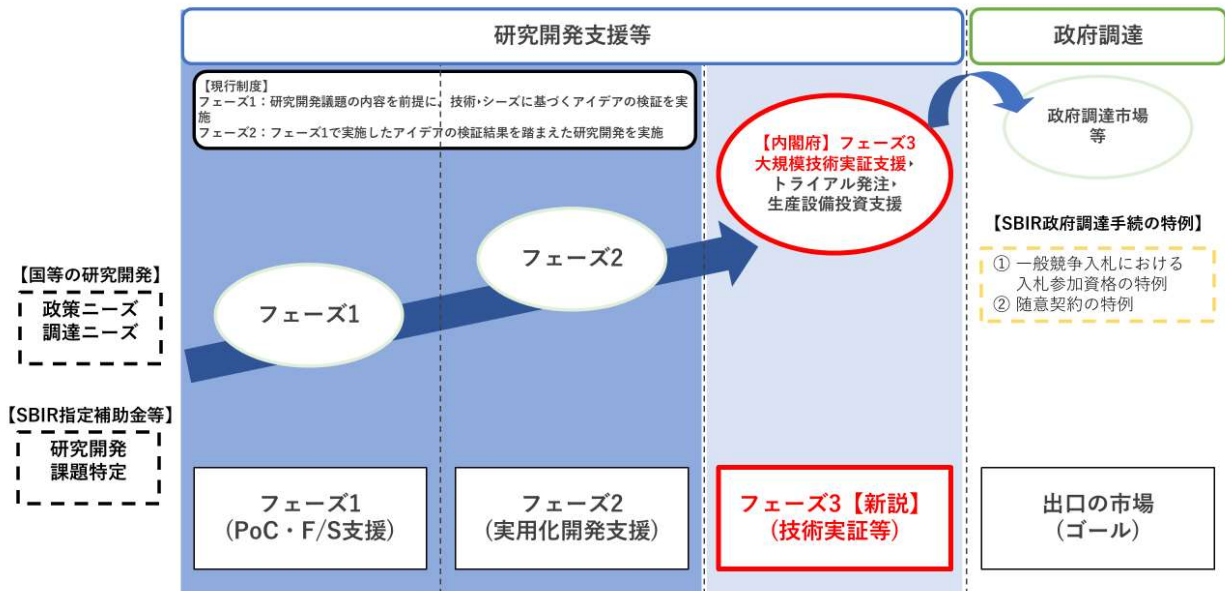 研究開発支援等
政府調達
【現行制度】
フェーズ1：研究開発議題の内容を前提に、技術・シーズに基づくアイデアの検証を実
施
フェーズ2：フェーズ1で実施したアイデアの検証結果を踏まえた研究開発を実施
【内閣府】フェーズ3
大規模技術実証支援・
トライアル発注・
生産設備投資支援
政府調達市場
等
【SBIR政府調達手続の特例】
① 一般競争入札における
入札参加資格の特例
② 随意契約の特例
フェーズ2
フェーズ1
【国等の研究開発】
政策ニーズ
調達ニーズ
【SBIR指定補助金等】
研究開発
課題特定
フェーズ1
(PoC・F/S支援)
フェーズ2
(実用化開発支援)
フェーズ3【新説】
(技術実証等)
出口の市場
(ゴール)